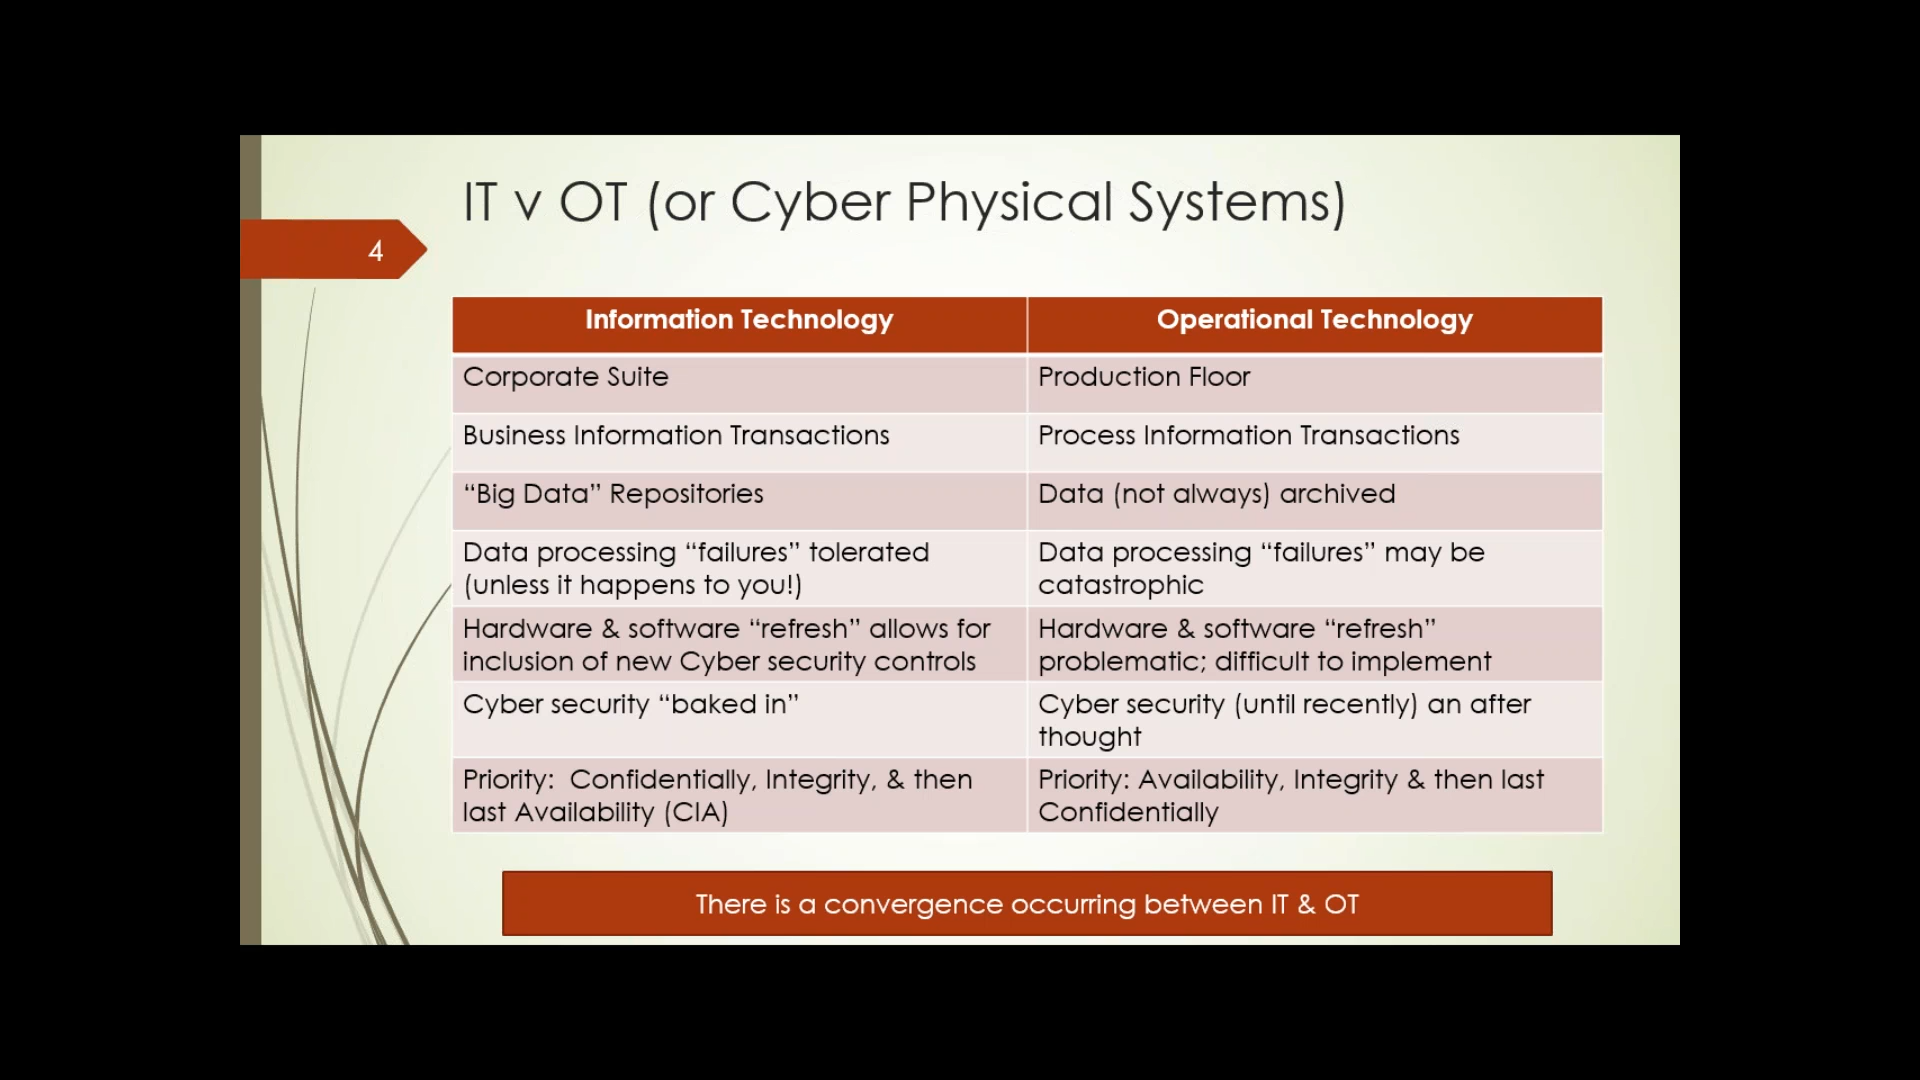 IT v OT (or Cyber Physical Systems)
4
Information Technology
Operational Technology
Corporate Suite
Production Floor
Business Information Transactions
Process Information Transactions
“Big Data” Repositories
Data (not always) archived
Data processing “failures” tolerated
(unless it happens to you!)
Data processing “failures” may be
catastrophic
Hardware & software “refresh” allows for
inclusion of new Cyber security controls
Hardware & software “refresh”
problematic; difficult to implement
Cyber security “baked in”
Cyber security (until recently) an after
thought
Priority:  Confidentially, Integrity, & then
last Availability (CIA)
Priority: Availability, Integrity & then last
Confidentially
There is a convergence occurring between IT & OT